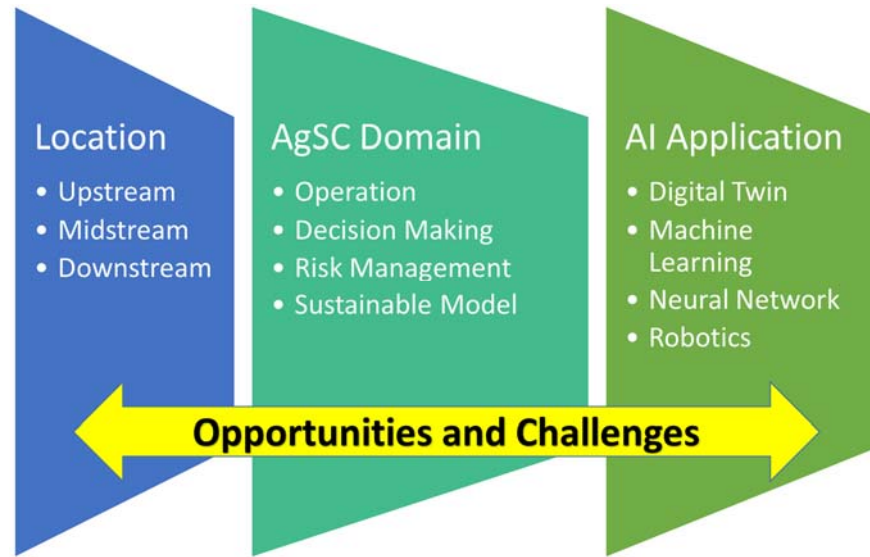 Location
• Upstream
• Midstream
• Downstream
AgSC Domain
• Operation
• Decision Making
• Risk Management
• Sustainable Model
AI Application
• Digital Twin
• Machine
Learning
• Neural Network
• Robotics
Opportunities and Challenges